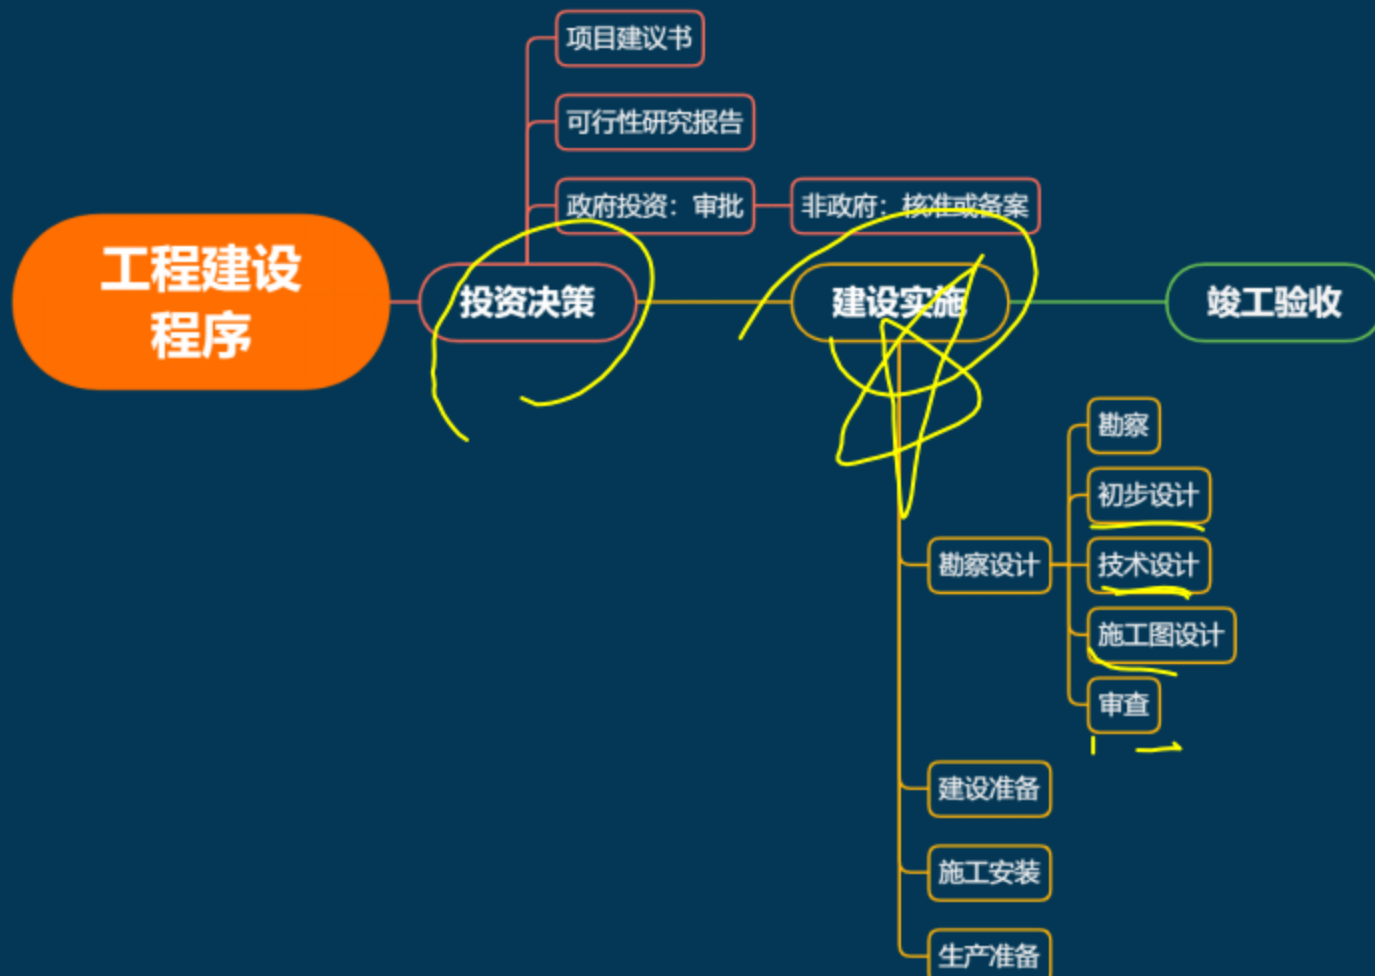 项目建议书
可行性研究报告
政府投资：审批
非政府：核准或备案
工程建设
程序
投资决策
建设实施
竣工验收
勘察
初步设计
勘察设计
技术设计
施工图设计
审查
建设准备
施工安装
生产准备